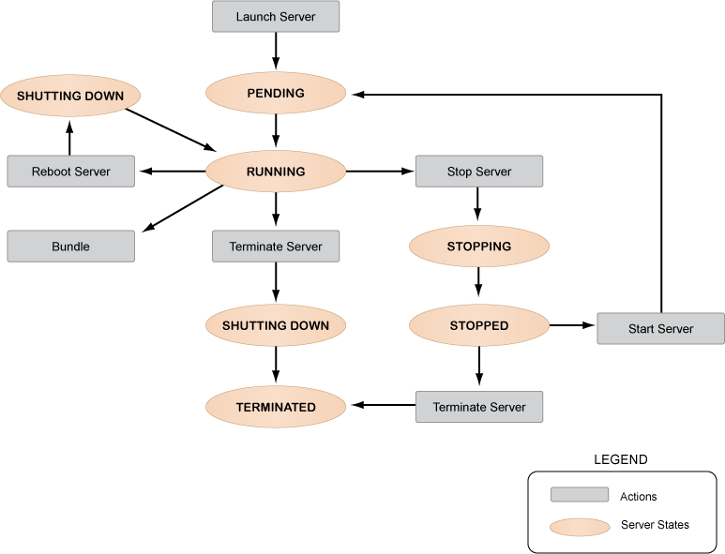 Launch Server
SHUTTING DOWN
PENDING
Reboot Server
RUNNING
Stop Server
Bundle
Terminate Server
STOPPING
SHUTTING DOWN
STOPPED
Start Server
TERMINATED
Terminate Server
LEGEND
Actions
Server States